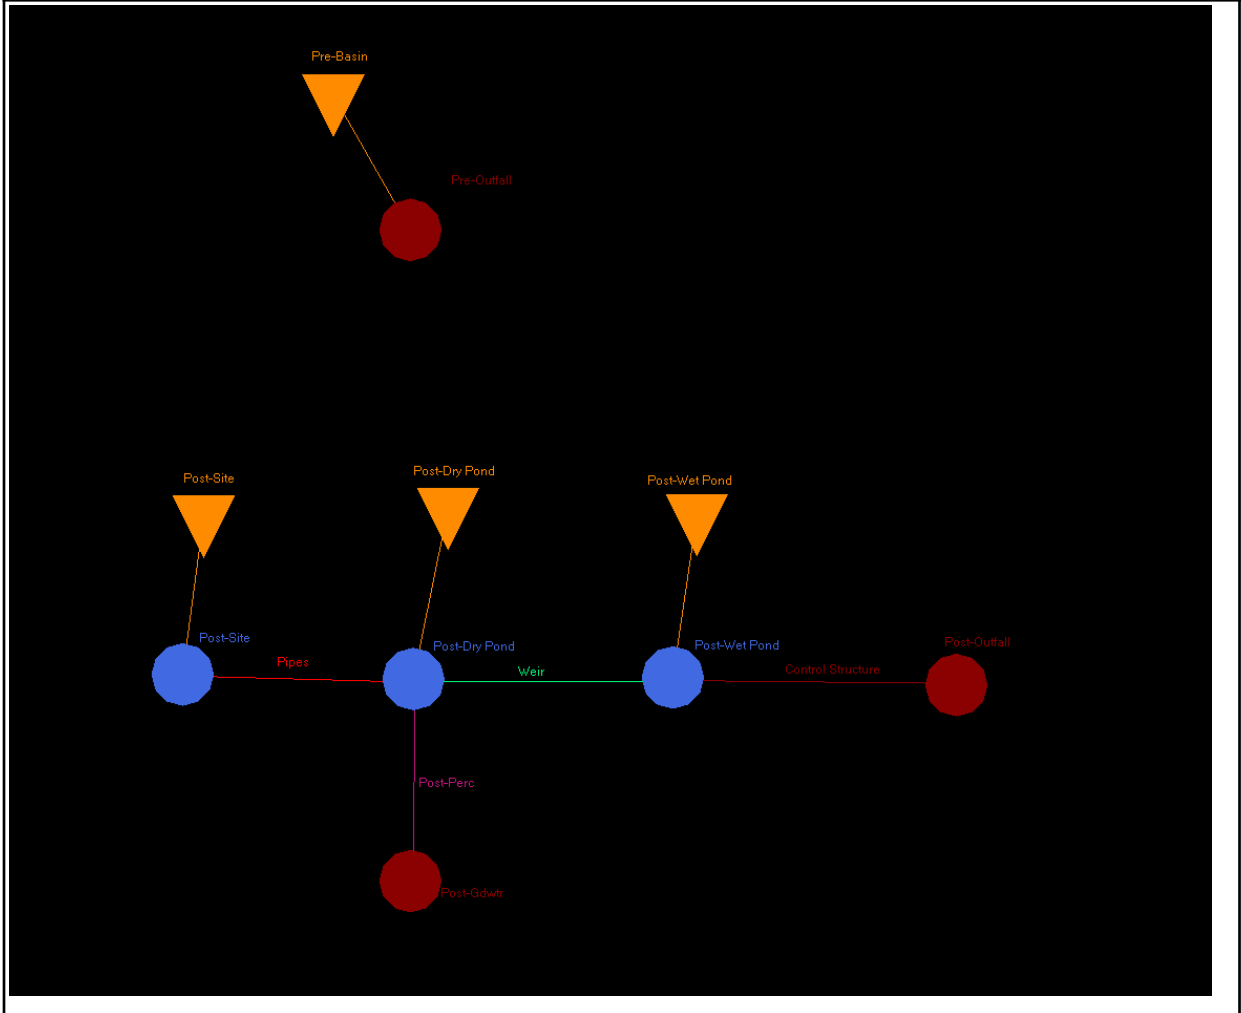 Pre-Basin
Pre-Outfall
Post-Site
Post-Dry Pond
Post-Wet Pond
Post-Site
Post-Dry Pond
Post-Wet Pond
Post-Outfall
Pipes
Weir
Control Structure
Post-Perc
Post-Gdwtr